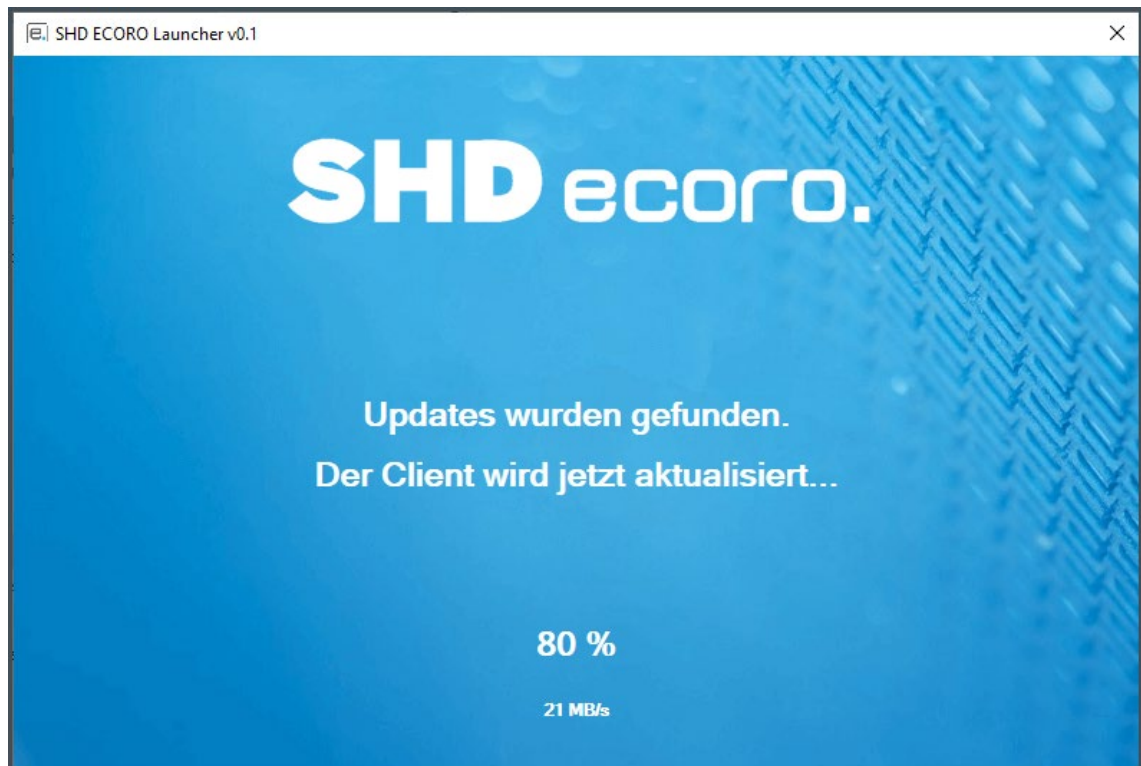 e. SHD ECORO Launcher v0.1
SHD ecoro.
Updates wurden gefunden.
Der Client wird jetzt aktualisiert...
80 %
21 MB/s